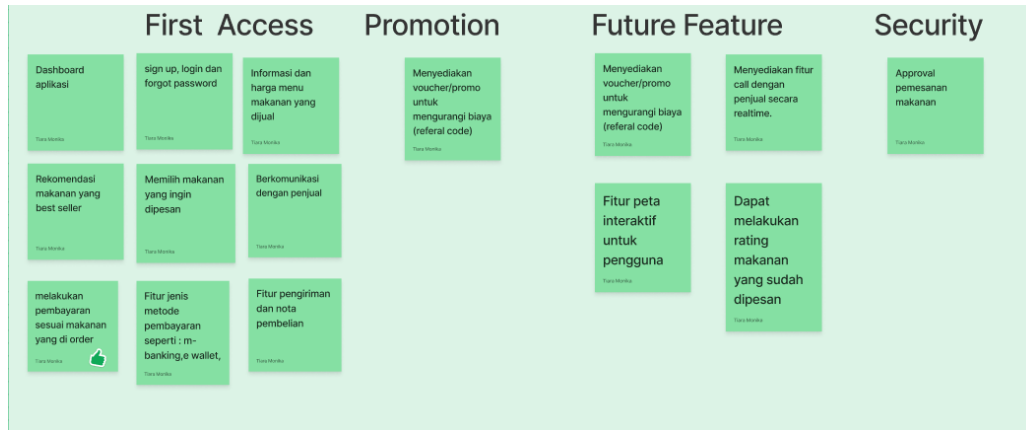 First Access
Promotion
Future Feature
Security
Dashboard
aplikasi
Tiara Monika
sign up, login dan
forgot password
Tiara Monika
Informasi dan
harga menu
makanan yang
dijual
Tiara Monika
Menyediakan
voucher/promo
untuk
mengurangi biaya
(referal code)
Tiara Monika
Menyediakan
voucher/promo
untuk
mengurangi biaya
(referal code)
Tiara Monika
Menyediakan fitur
call dengan
penjual secara
realtime.
Tiara Monika
Approval
pemesanan
makanan
Tiara Monika
Rekomendasi
makanan yang
best seller
Tiara Monika
Memilih makanan
yang ingin
dipesan
Tiara Monika
Berkomunikasi
dengan penjual
Tiara Monika
Fitur peta
interaktif
untuk
pengguna
Tiara Monika
Dapat
melakukan
rating
makanan
yang sudah
dipesan
Tiara Monika
melakukan
pembayaran
sesuai makanan
yang di order
Tiara Monika
Fitur jenis
metode
pembayaran
seperti : m-
banking,e wallet,
Tiara Monika
Fitur pengiriman
dan nota
pembelian
Tiara Monika